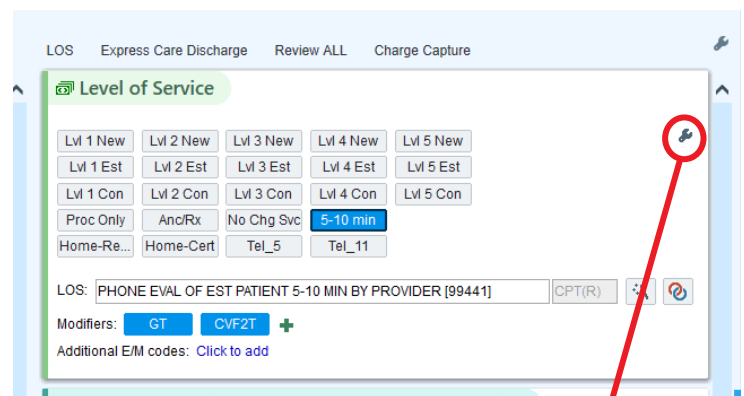 LOS Express Care Discharge Review ALL Charge Capture
Level of Service
Lvl 1 New Lvl 2 New Lvl 3 New Lvl 4 New Lvl 5 New
Lvl 1 Est Lvl 2 Est Lvl 3 Est Lvl 4 Est Lvl 5 Est
Lvl 1 Con Lvl 2 Con Lvl 3 Con Lvl 4 Con Lvl 5 Con
Proc Only Anc/Rx No Chg Svc 5-10 min
Home-Re... Home-Cert Tel_5 Tel_11
LOS: PHONE EVAL OF EST PATIENT 5-10 MIN BY PROVIDER [99441] CPT(R)
Modifiers: GT CVF2T
Additional E/M codes: Click to add